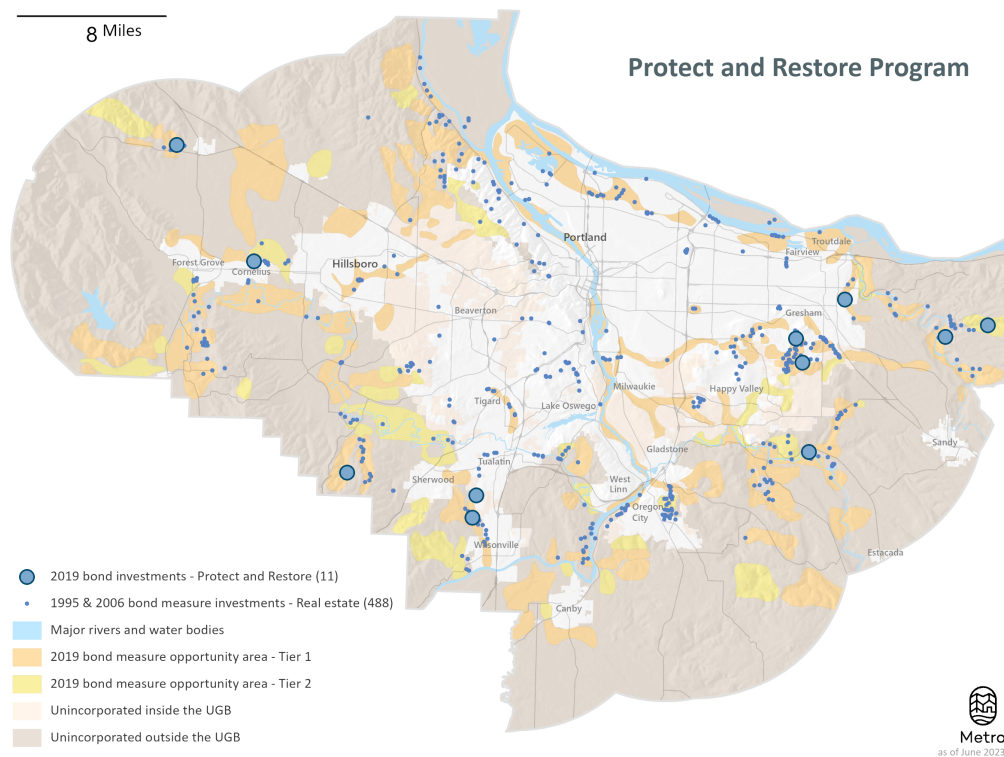 8 Miles
Protect and Restore Program
Portland
Troutdale
Fairview
Forest Grove
Cornelius
Hillsboro
Beaverton
Gresham
Milwaukie
Happy Valley
Tigard
Lake Oswego
Sandy
Gladstone
Tualatin
Sherwood
West
Linn
Oregon
City
Wilsonville
Estacada
Canby
2019 bond investments - Protect and Restore (11)
1995 & 2006 bond measure investments - Real estate (488)
Major rivers and water bodies
2019 bond measure opportunity area - Tier 1
2019 bond measure opportunity area - Tier 2
Unincorporated inside the UGB
Unincorporated outside the UGB
Metro
as of June 2023